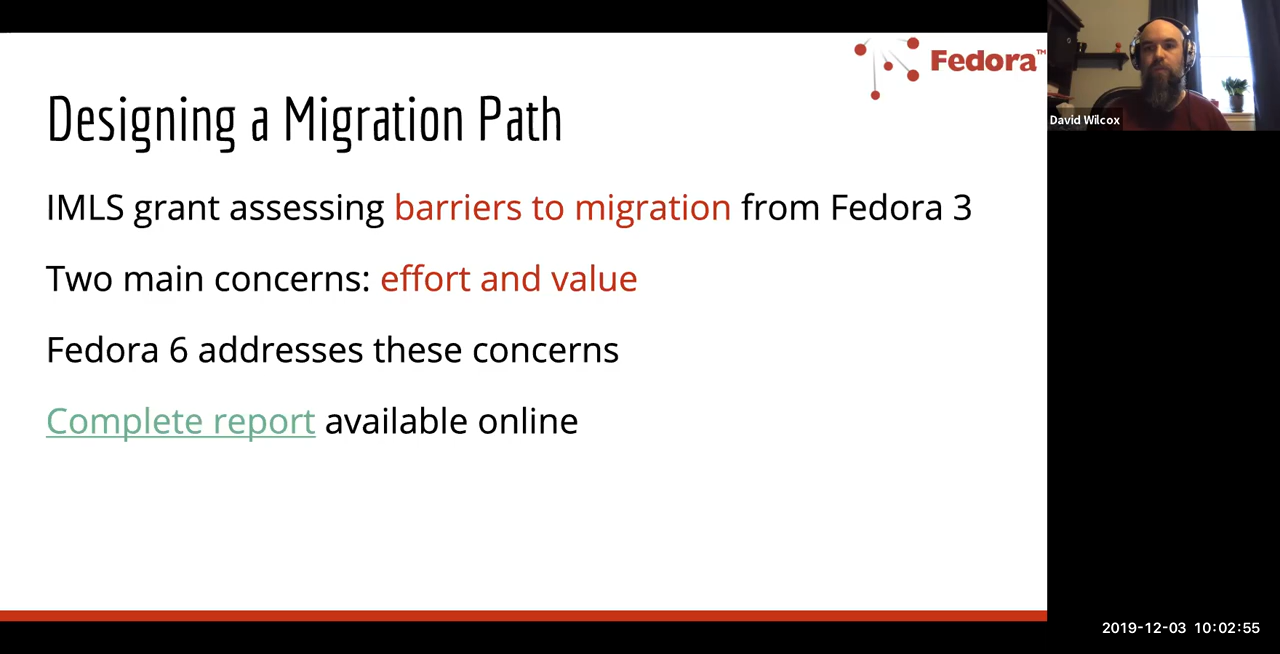 Fedora™
David Wilcox
Designing a Migration Path
IMLS grant assessing barriers to migration from Fedora 3
Two main concerns: effort and value
Fedora 6 addresses these concerns
Complete report available online
2019-12-03 10:02:55